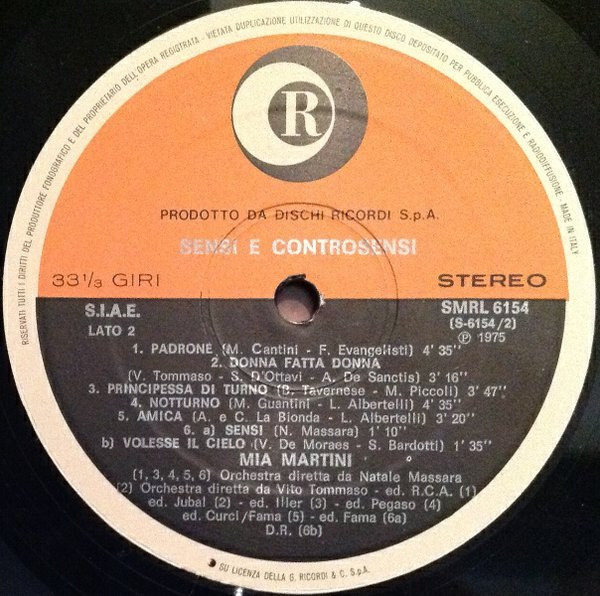 RISERVATI TUTTI I DIRITTI DEL PRODUTTORE FONOGRAFICO E DEL PROPRIETARIO DELL'OPERA REGISTRATA - VIETATA DUPLICAZIONE UTILIZZAZIONE DI QUESTO DISCO DEPOSITATO PER PUBBLICA ESECUZIONE E RADIODIFFUSIONE. MADE IN ITALY
R
PRODOTTO DA DISCHI RICORDI S.p.A.
SENSI E CONTROSENSI
33 1/3 GIRI
STEREO
S.I.A.E.
SMRL 6154
LATO 2
(S-6154/2)
Ⓟ 1975
1. PADRONE (M. Cantini - F. Evangelisti) 4' 35''
2. DONNA FATTA DONNA
(V. Tommaso - S. D'Ottavi - A. De Sanctis) 3' 16''
3. PRINCIPESSA DI TURNO (B. Tavernese - M. Piccoli) 3' 47''
4. NOTTURNO (M. Guantini - L. Albertelli) 4' 35''
5. AMICA (A. e C. La Bionda - L. Albertelli) 3' 20''
6. a) SENSI (N. Massara) 1' 10''
b) VOLESSE IL CIELO (V. De Moraes - S. Bardotti) 1' 35''
MIA MARTINI
(1, 3, 4, 5, 6) Orchestra diretta da Natale Massara
(2) Orchestra diretta da Vito Tommaso - ed. R.C.A. (1)
ed. Jubal (2) - ed. Iller (3) - ed. Pegaso (4)
ed. Curci/Fama (5) - ed. Fama (6a)
D.R. (6b)
SU LICENZA DELLA G. RICORDI & C. S.p.A.